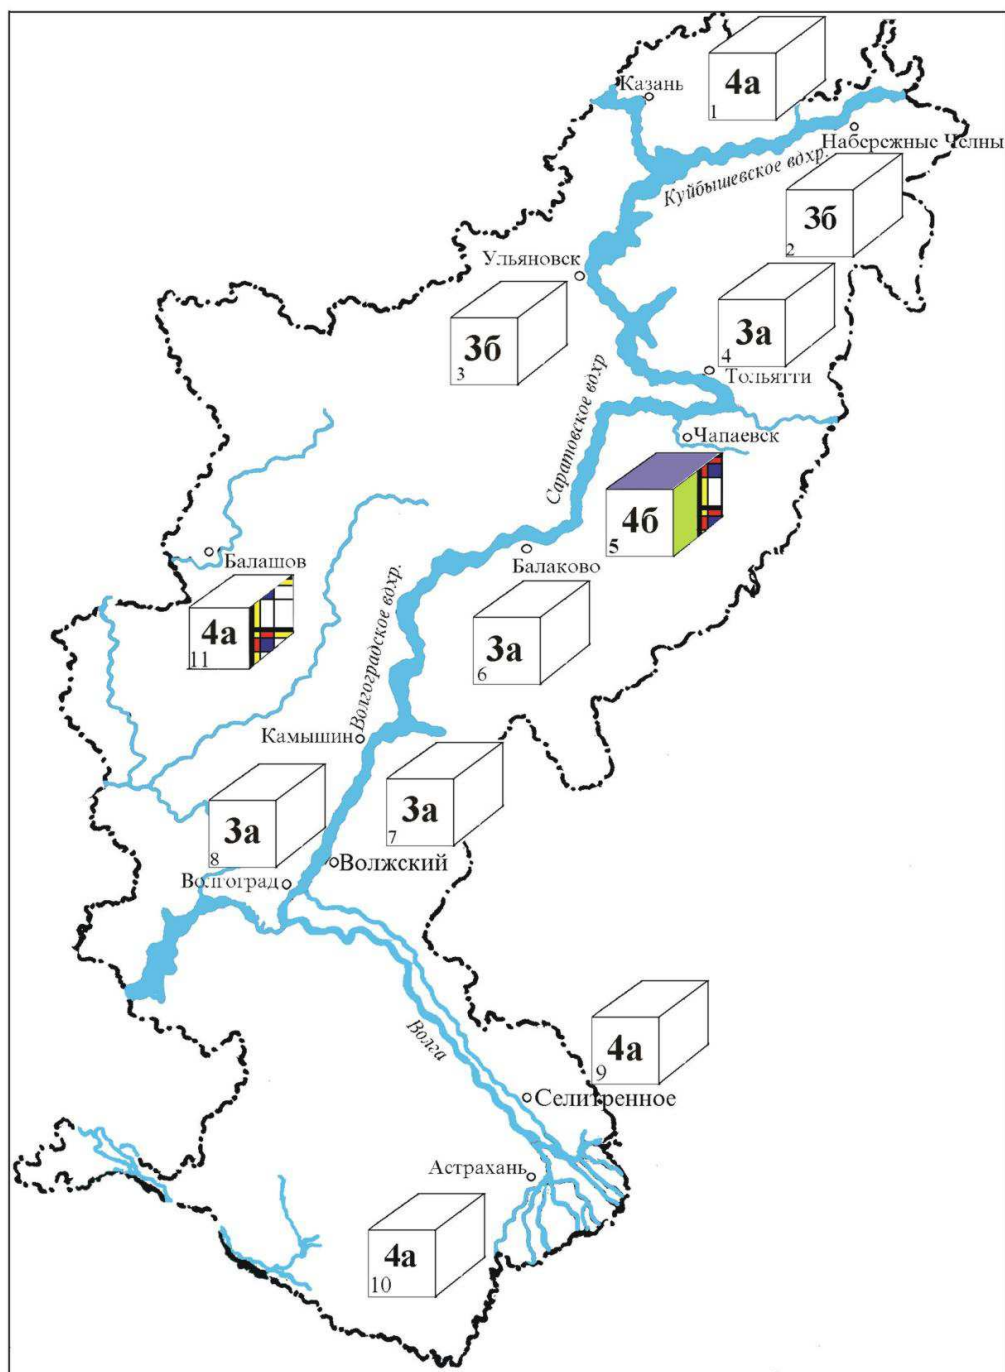 4а
1
Казань
Набережные Челны
Куйбышевское вдхр.
3б
2
Ульяновск
3б
3
3а
4
Тольятти
Саратовское вдхр
Чапаевск
4б
5
Балаково
Балашов
4а
11
Волгоградское вдхр.
3а
6
Камышин
3а
7
3а
8
Волжский
Волгоград
Волга
4а
9
Селитренное
Астрахань
4а
10